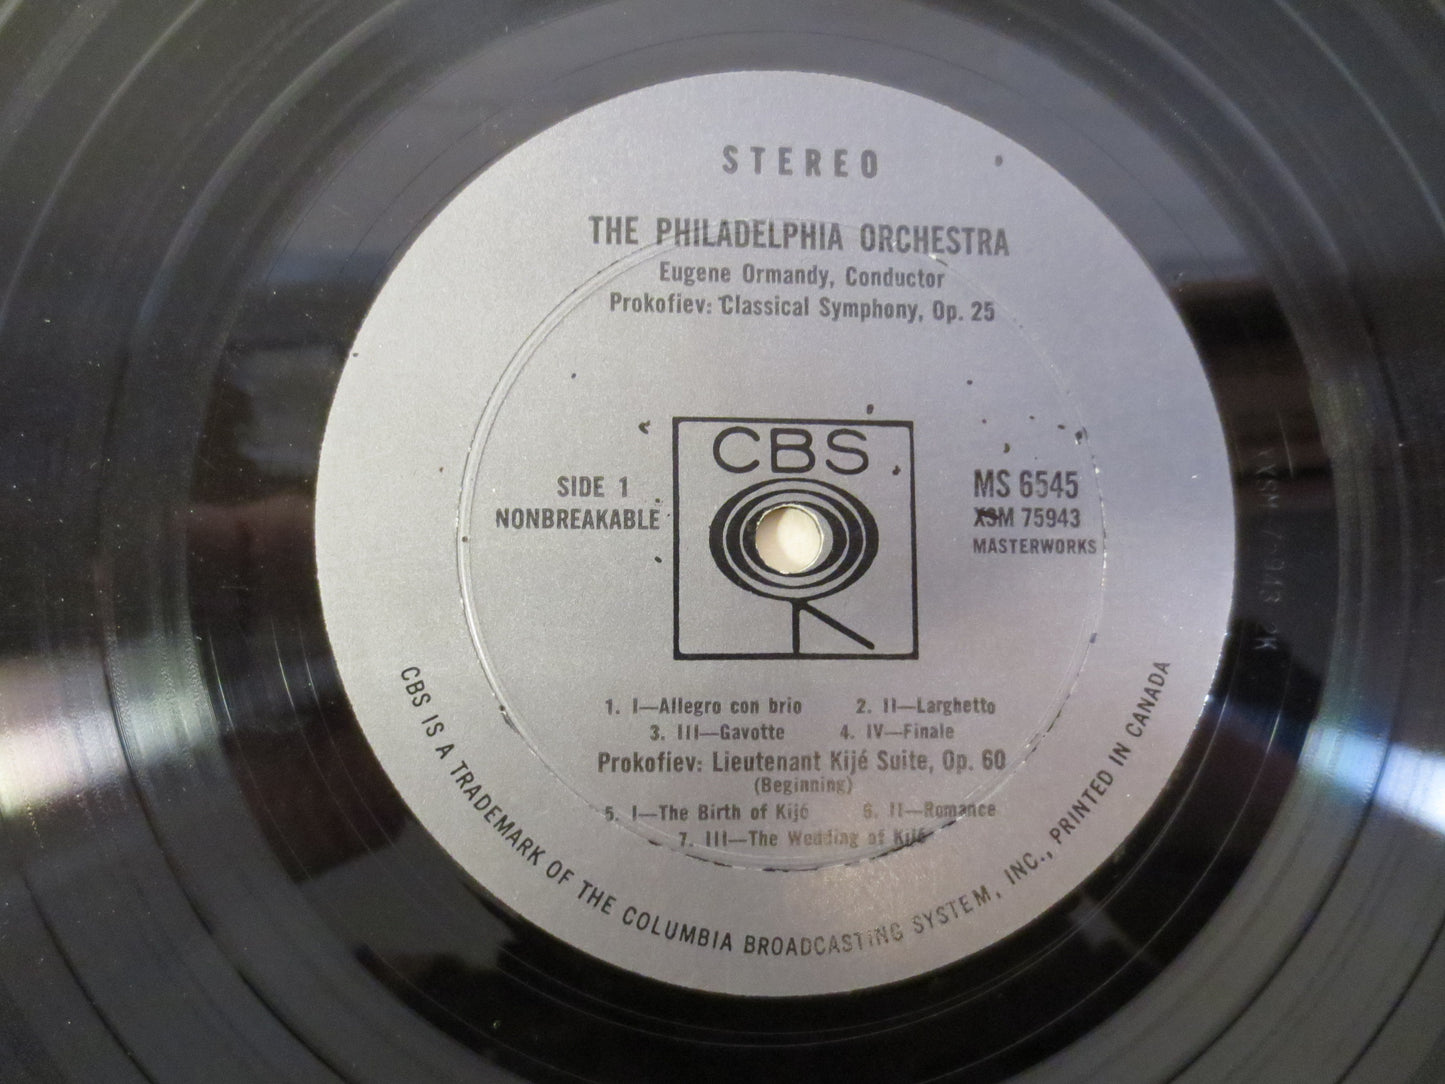 STEREO
THE PHILADELPHIA ORCHESTRA
Eugene Ormandy, Conductor
Prokofiev: Classical Symphony, Op. 25
CBS
SIDE 1
NONBREAKABLE
MS 6545
XSM 75943
MASTERWORKS
1. I—Allegro con brio 2. II—Larghetto
3. III—Gavotte 4. IV—Finale
Prokofiev: Lieutenant Kijé Suite, Op. 60
(Beginning)
5. I—The Birth of Kijé 6. II—Romance
7. III—The Wedding of Kijé
CBS IS A TRADEMARK OF THE COLUMBIA BROADCASTING SYSTEM, INC., PRINTED IN CANADA